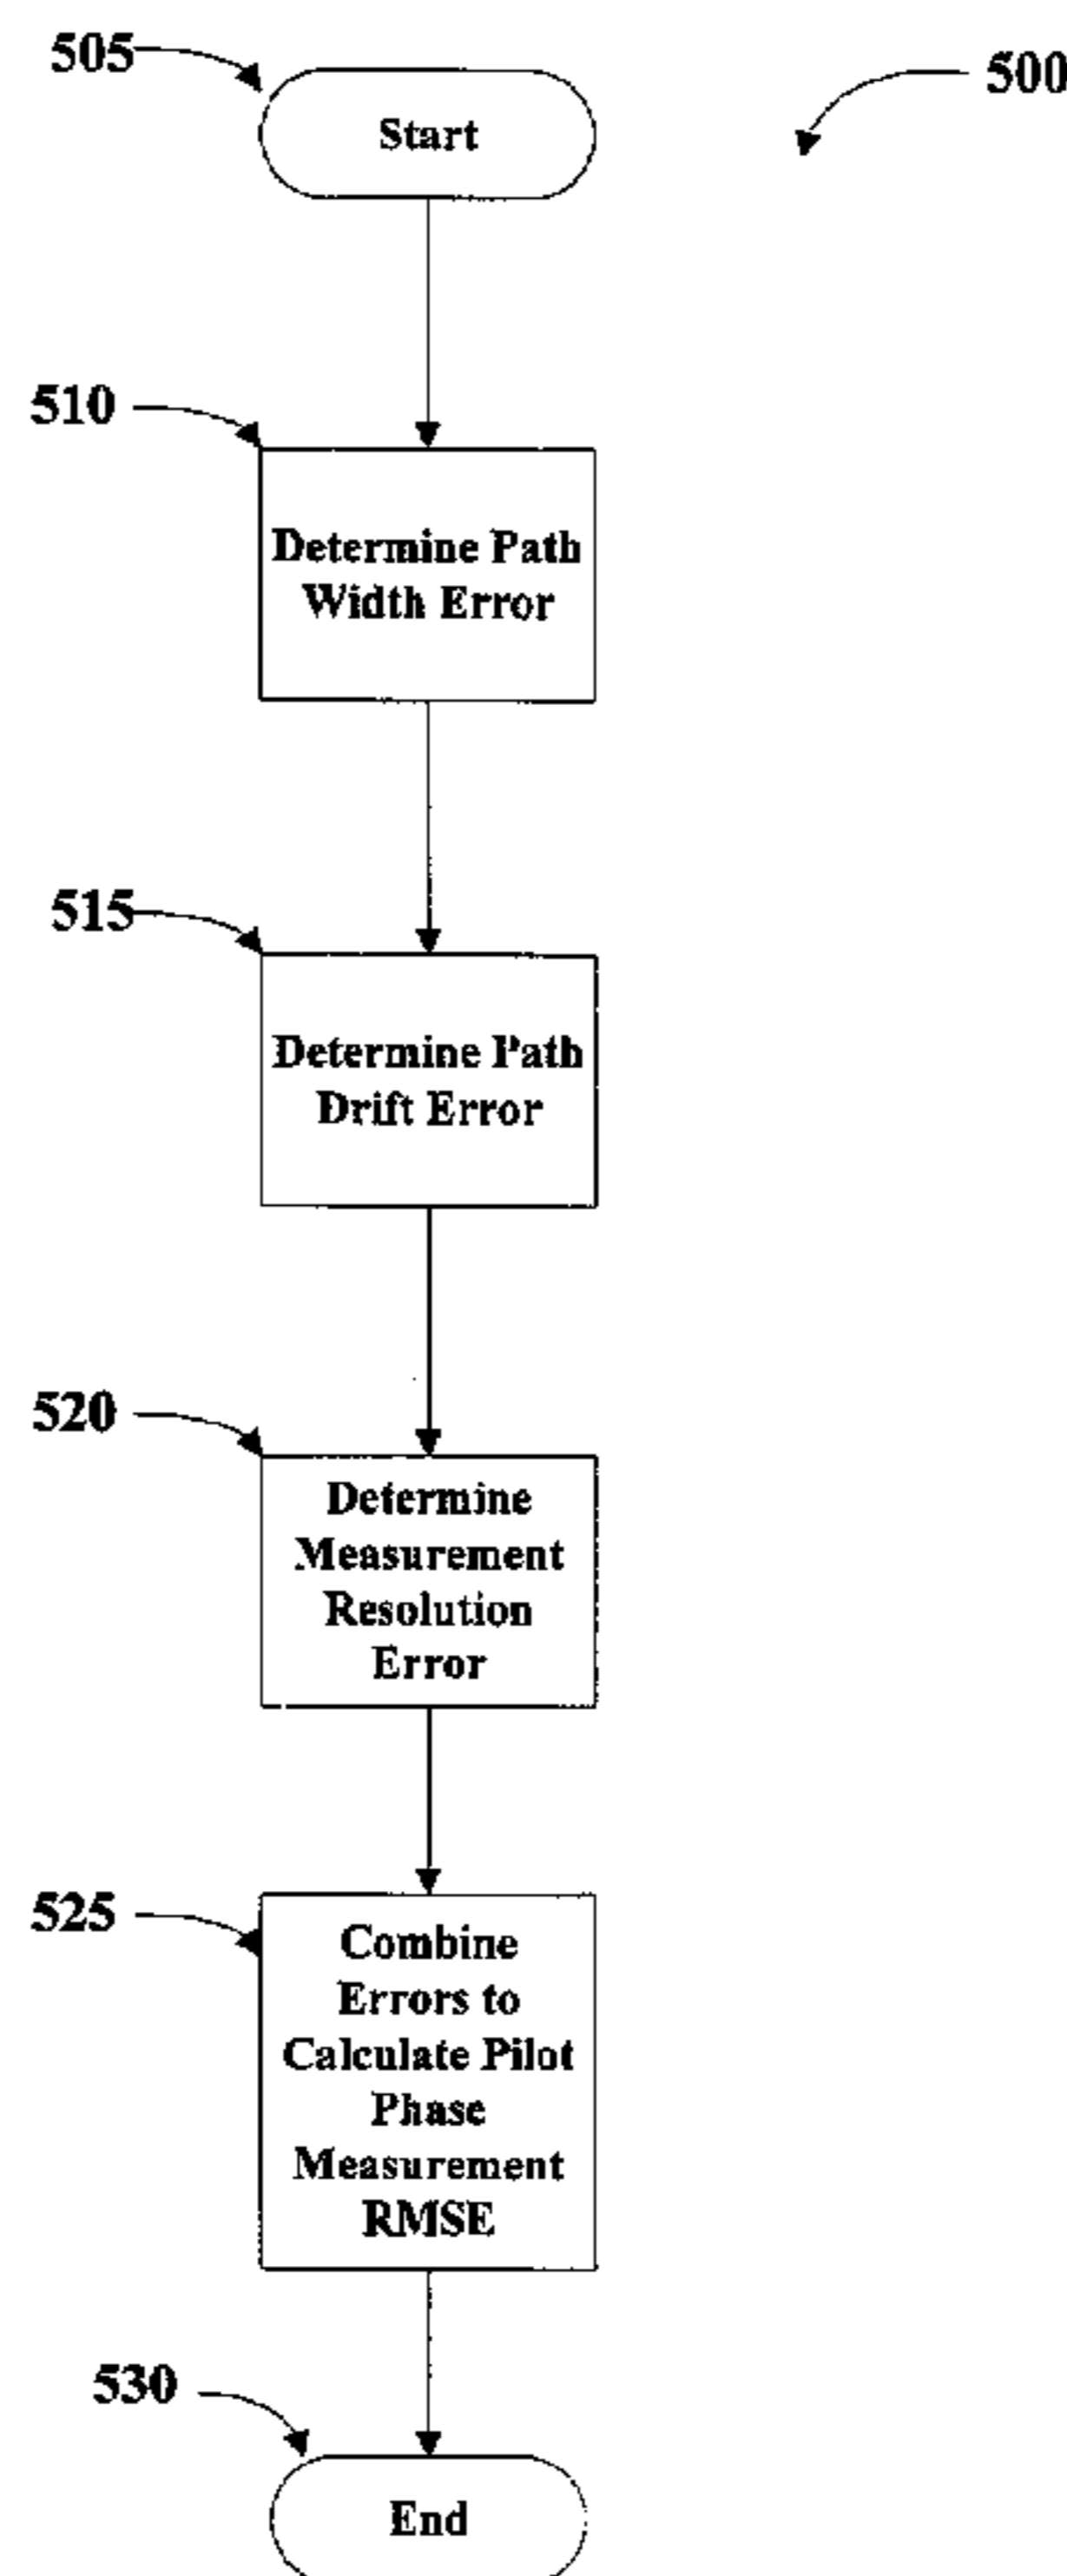 505
500
Start
510
Determine Path
Width Error
515
Determine Path
Drift Error
520
Determine
Measurement
Resolution
Error
525
Combine
Errors to
Calculate Pilot
Phase
Measurement
RMSE
530
End